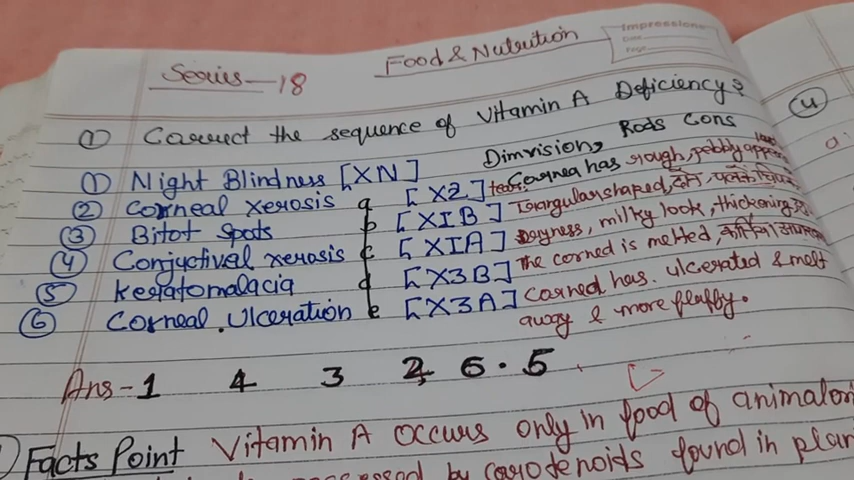 Impressions
Series-18
Food & Nutrition
① Correct the sequence of Vitamin A Deficiency?
Dimvision, Rods Cons
① Night Blindness [XN]
② Corneal xerosis a [X2] tears. Cornea has rough, pebbly
③ Bitot Spots b [XIB] Triangular shaped,
④ Conjuctival xerosis c [XIA] Dryness, milky look, thickening
⑤ Keratomalacia d [X3B] The corned is melted,
⑥ Corneal Ulceration e [X3A] Corned has. ulcerated & melt
away & more fluffy.
Ans - 1 4 3 2 6. 5
Facts Point Vitamin A occurs only in food of
by carotenoids found in
④